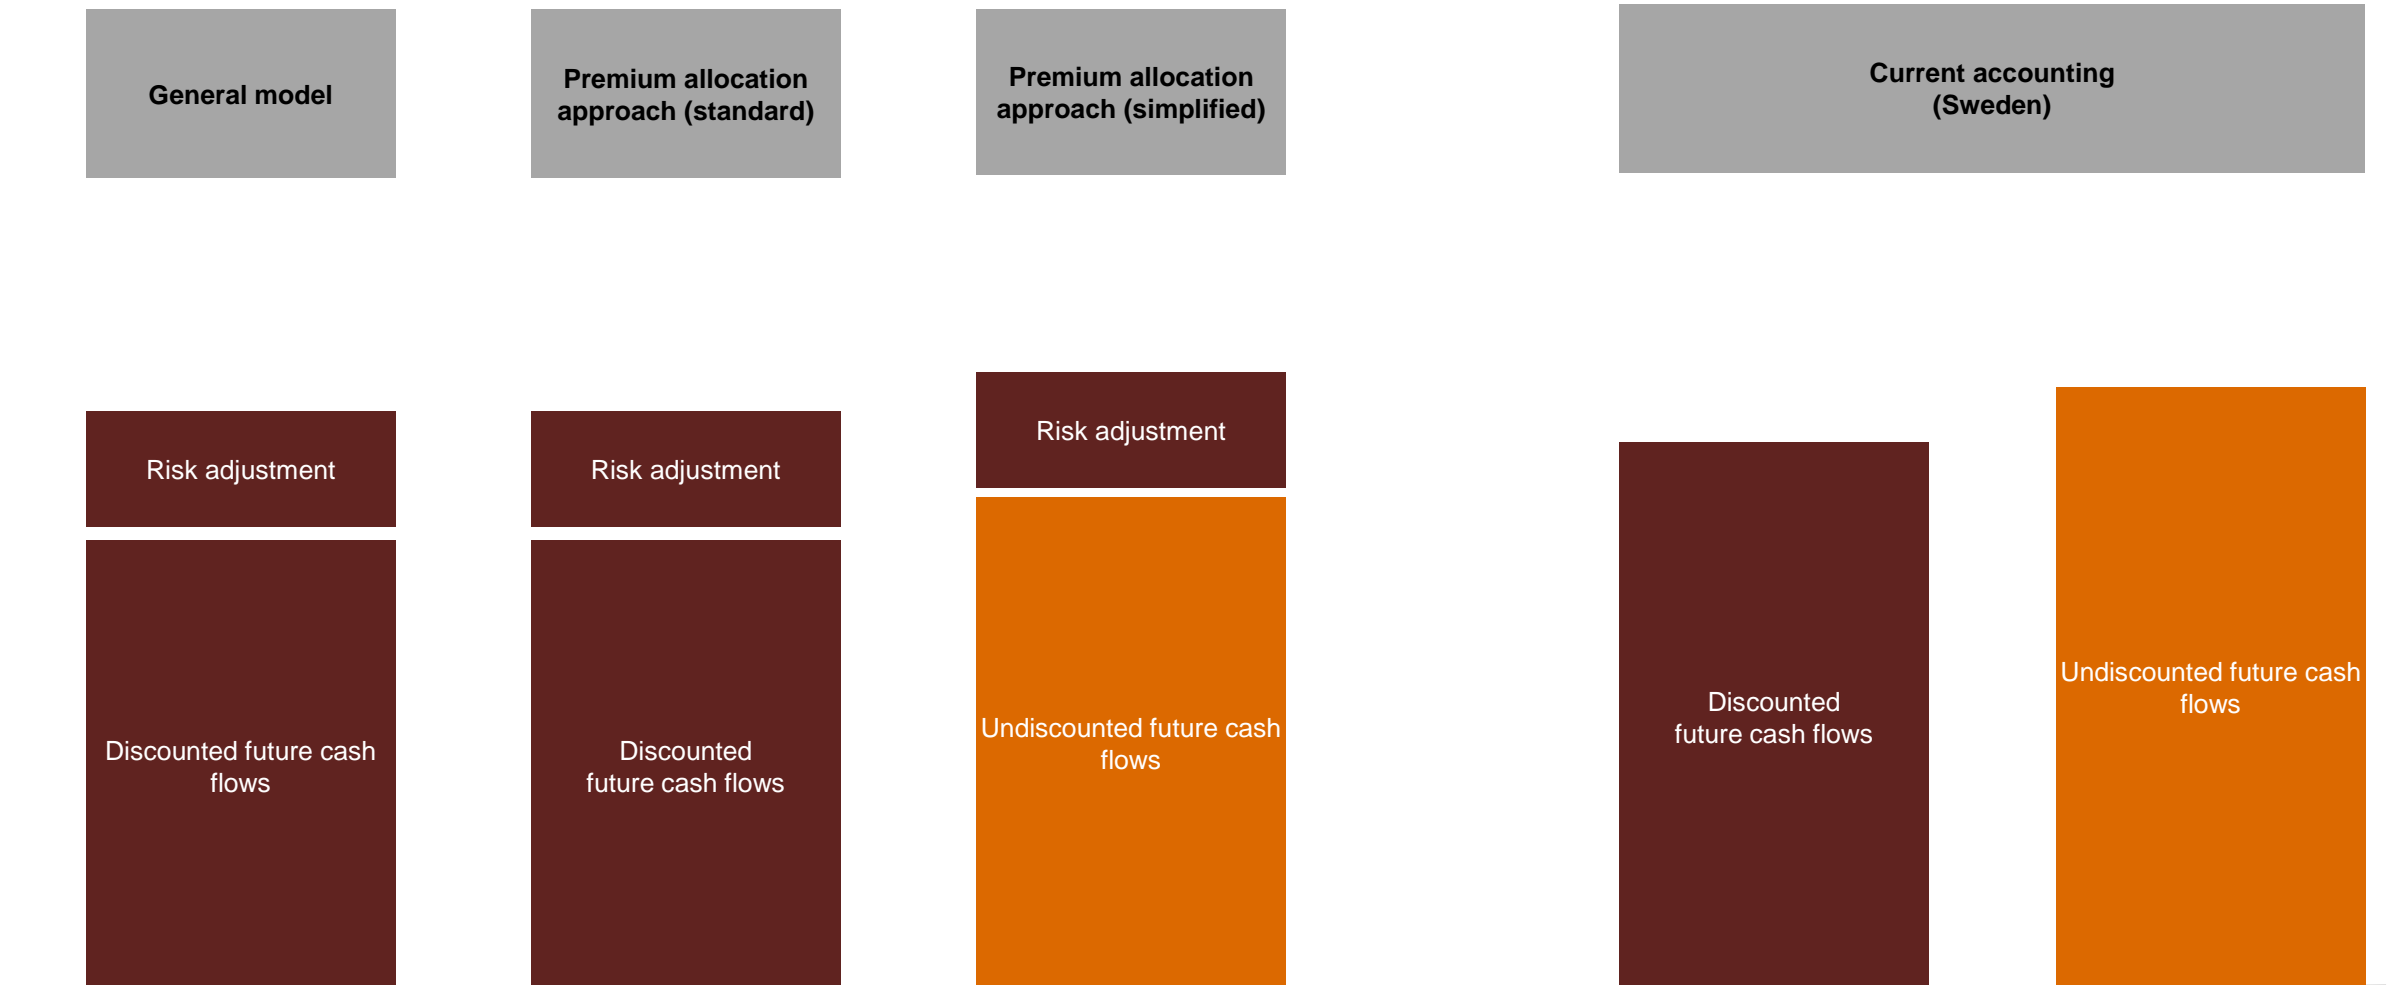 General model
Premium allocation
approach (standard)
Premium allocation
approach (simplified)
Current accounting
(Sweden)
Risk adjustment
Discounted future cash
flows
Risk adjustment
Discounted
future cash flows
Risk adjustment
Undiscounted future cash
flows
Discounted
future cash flows
Undiscounted future cash
flows